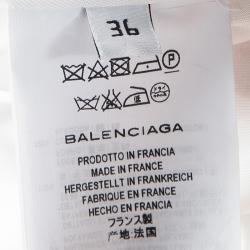 36
BALENCIAGA
PRODOTTO IN FRANCIA
MADE IN FRANCE
HERGESTELLT IN FRANKREICH
FABRIQUE EN FRANCE
HECHO EN FRANCIA
フランス製
产地:法国